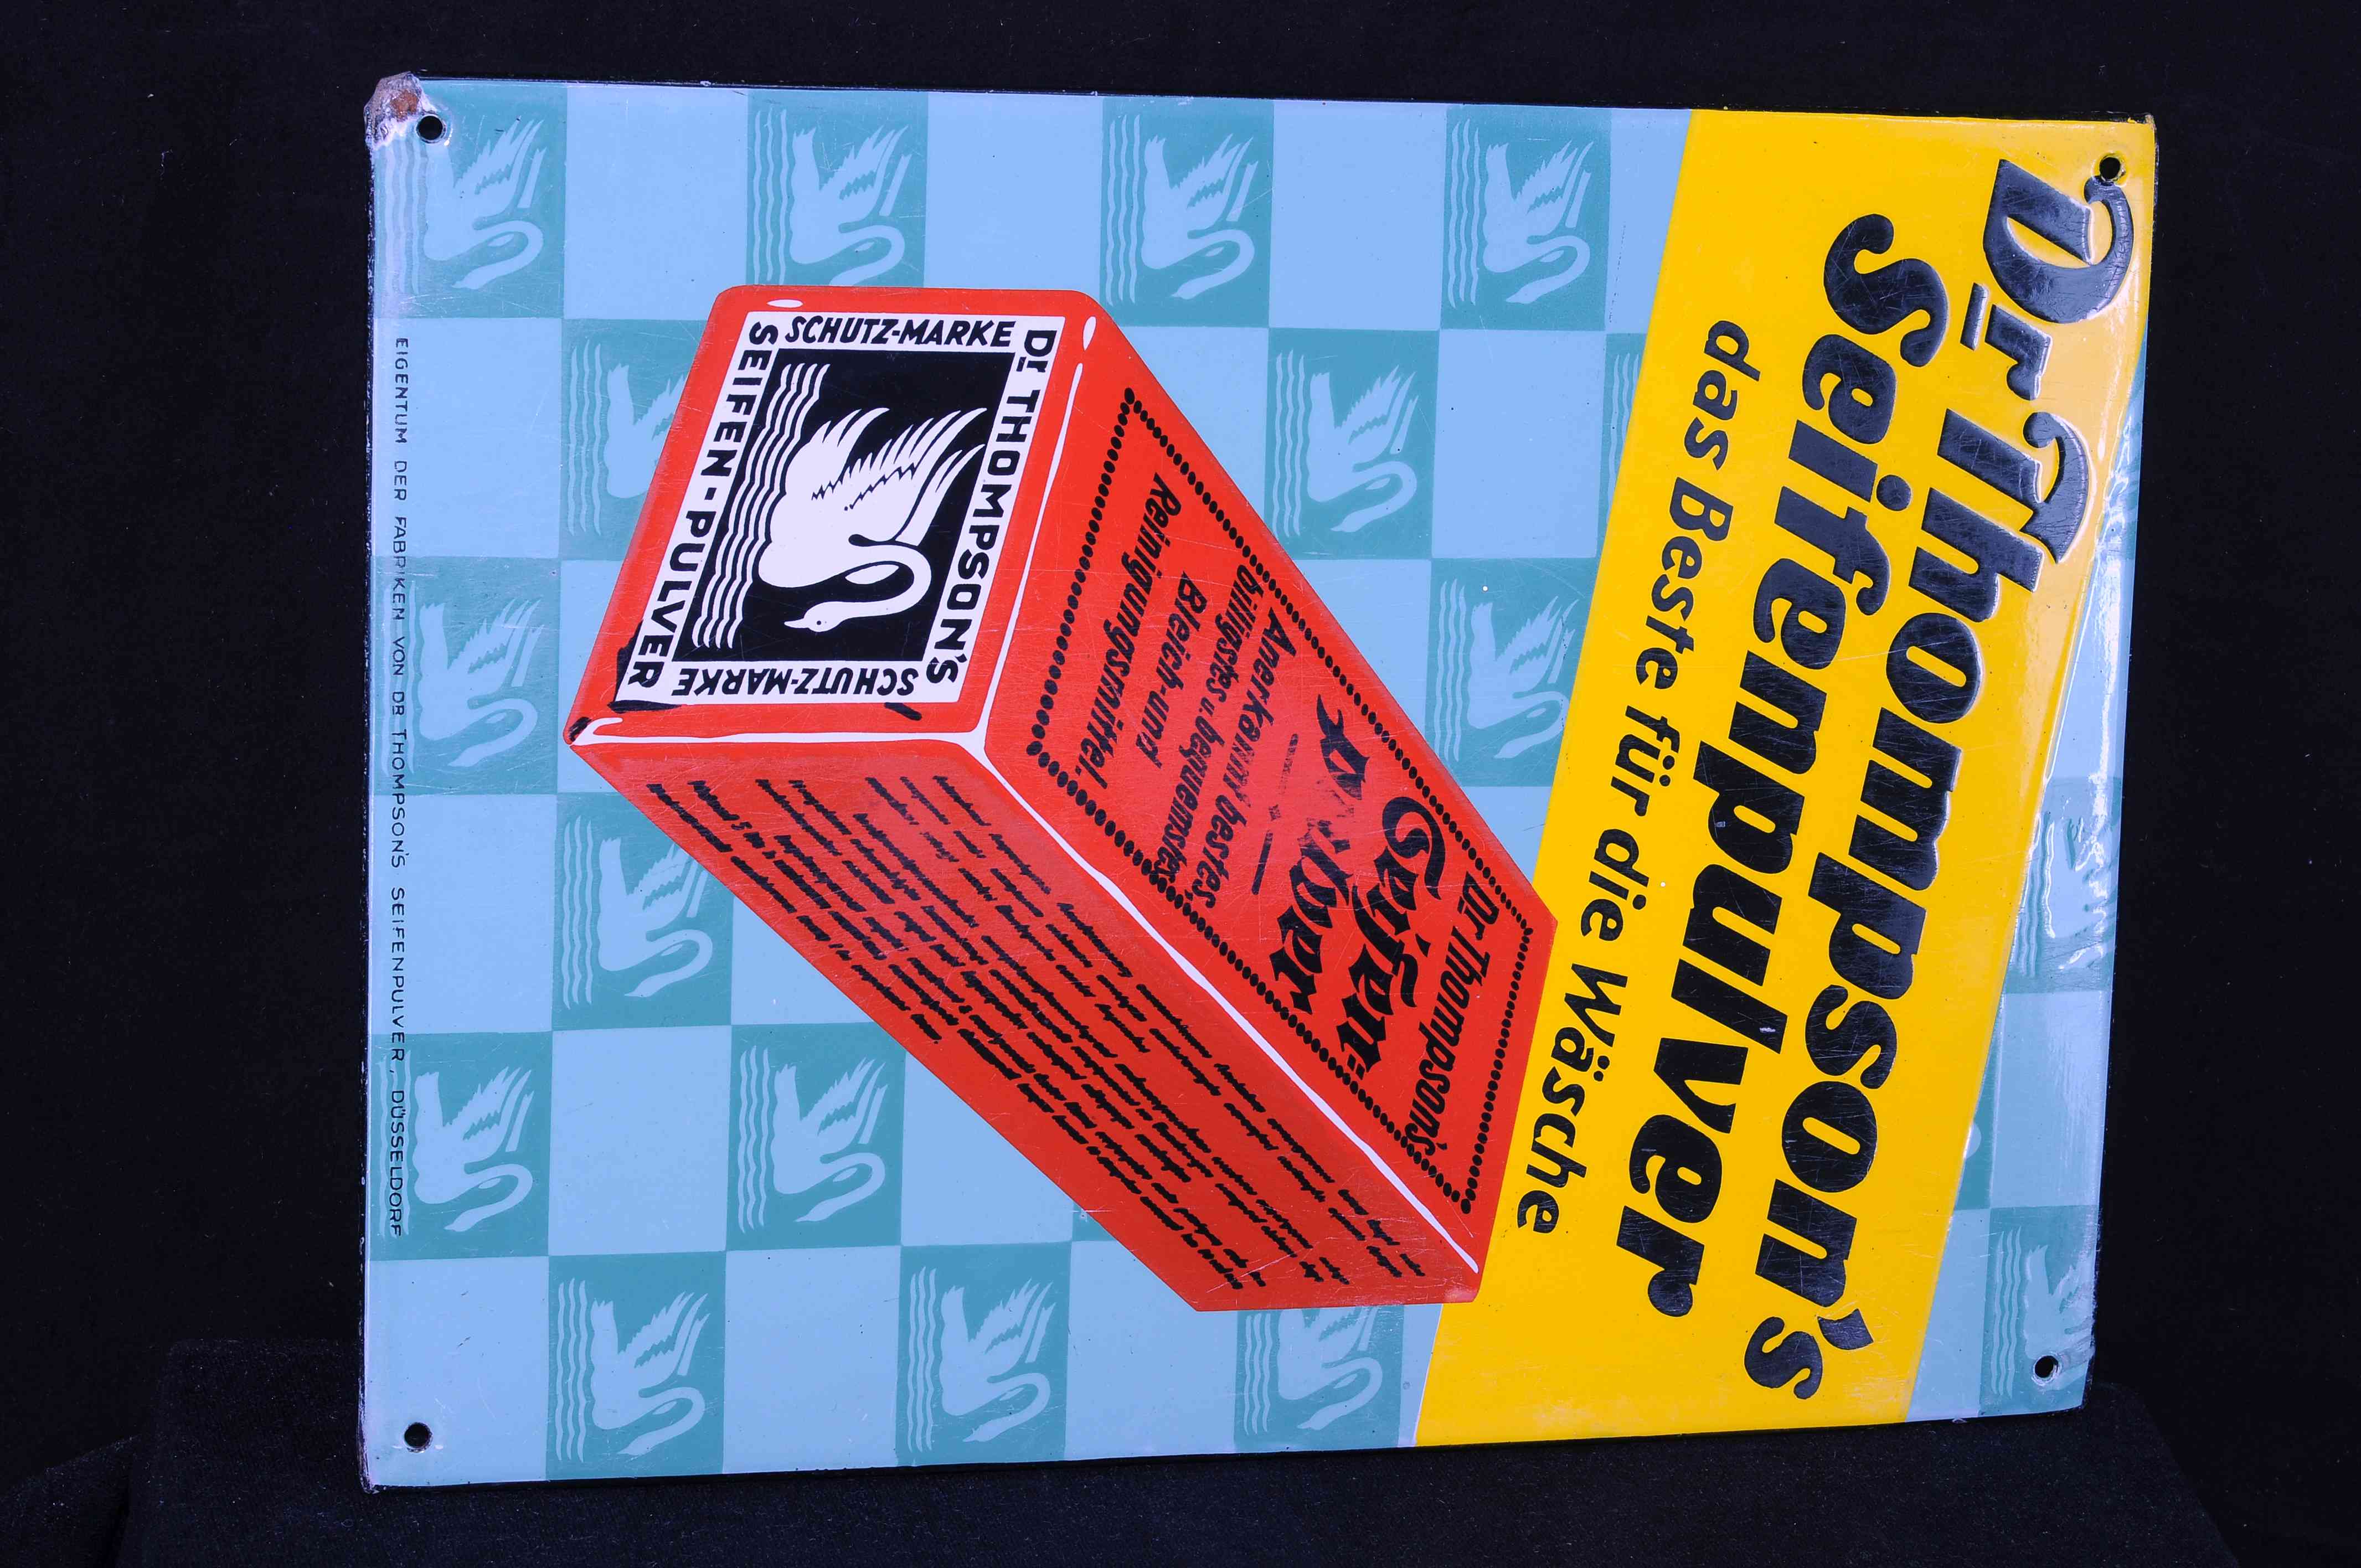 Dr Thompson's
Seifenpulver
das Beste für die Wäsche
Dr Thompson's
Seifen=
Pulver
Anerkannt bestes,
billigstes u. bequemstes
Bleich-und
Reinigungsmittel.
Dr THOMPSON'S
SCHUTZ-MARKE
SCHUTZ-MARKE
SEIFEN-PULVER
EIGENTUM DER FABRIKEN VON DR THOMPSON'S SEIFENPULVER, DÜSSELDORF